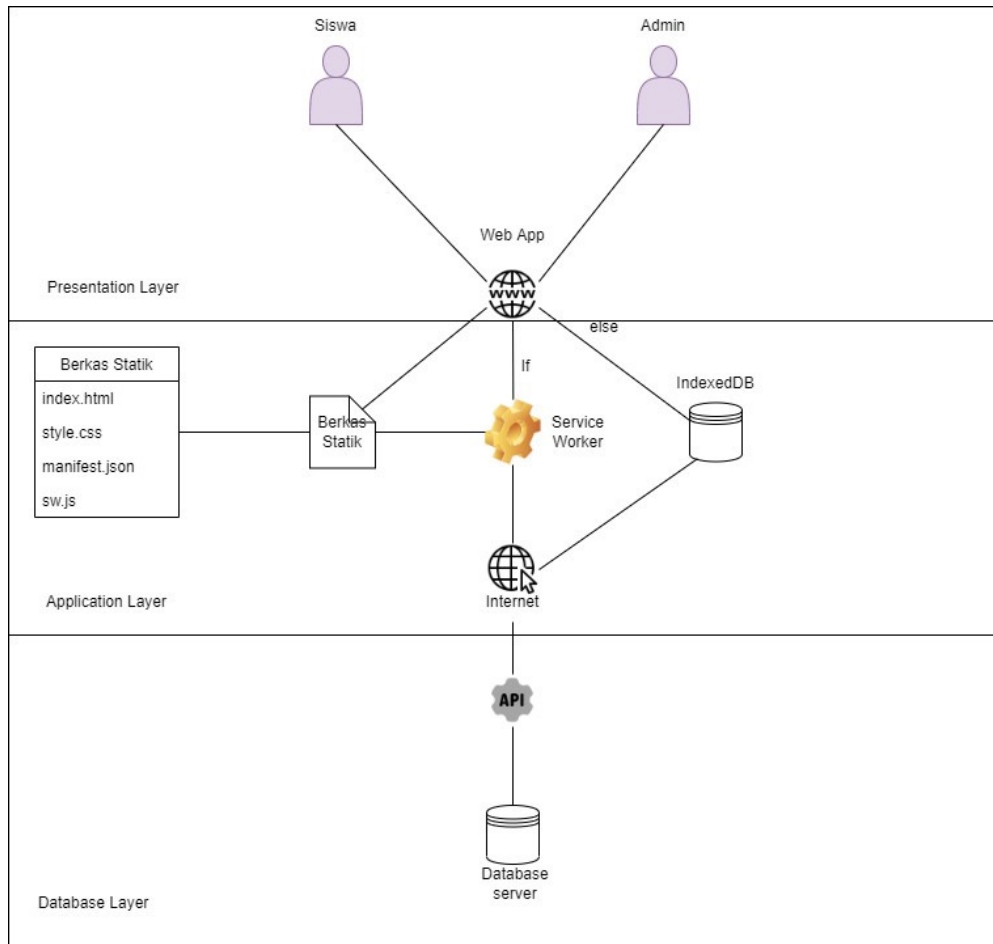 Siswa
Admin
Web App
WWW
Presentation Layer
else
If
Berkas Statik
index.html
style.css
manifest.json
sw.js
Berkas
Statik
Service
Worker
IndexedDB
Internet
Application Layer
API
Database
server
Database Layer